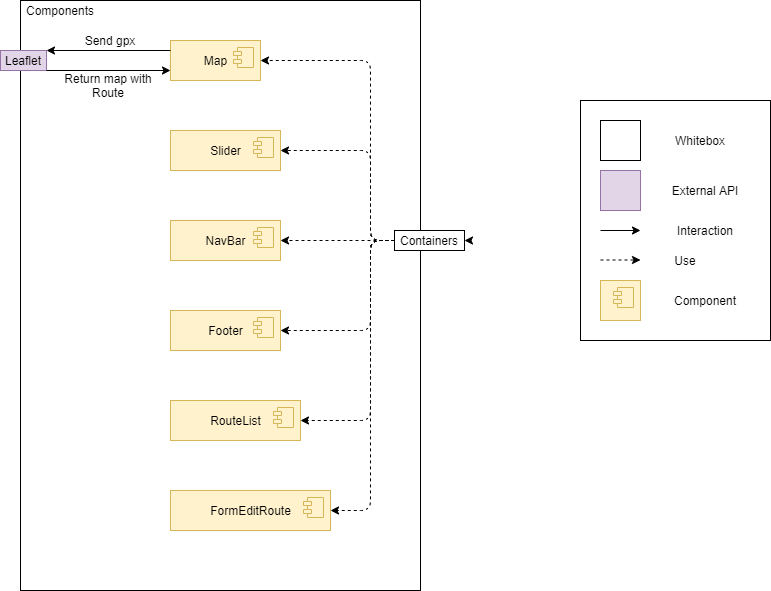 Components
Send gpx
Leaflet
Map
Return map with
Route
Slider
NavBar
Containers
Footer
RouteList
FormEditRoute
Whitebox
External API
Interaction
Use
Component